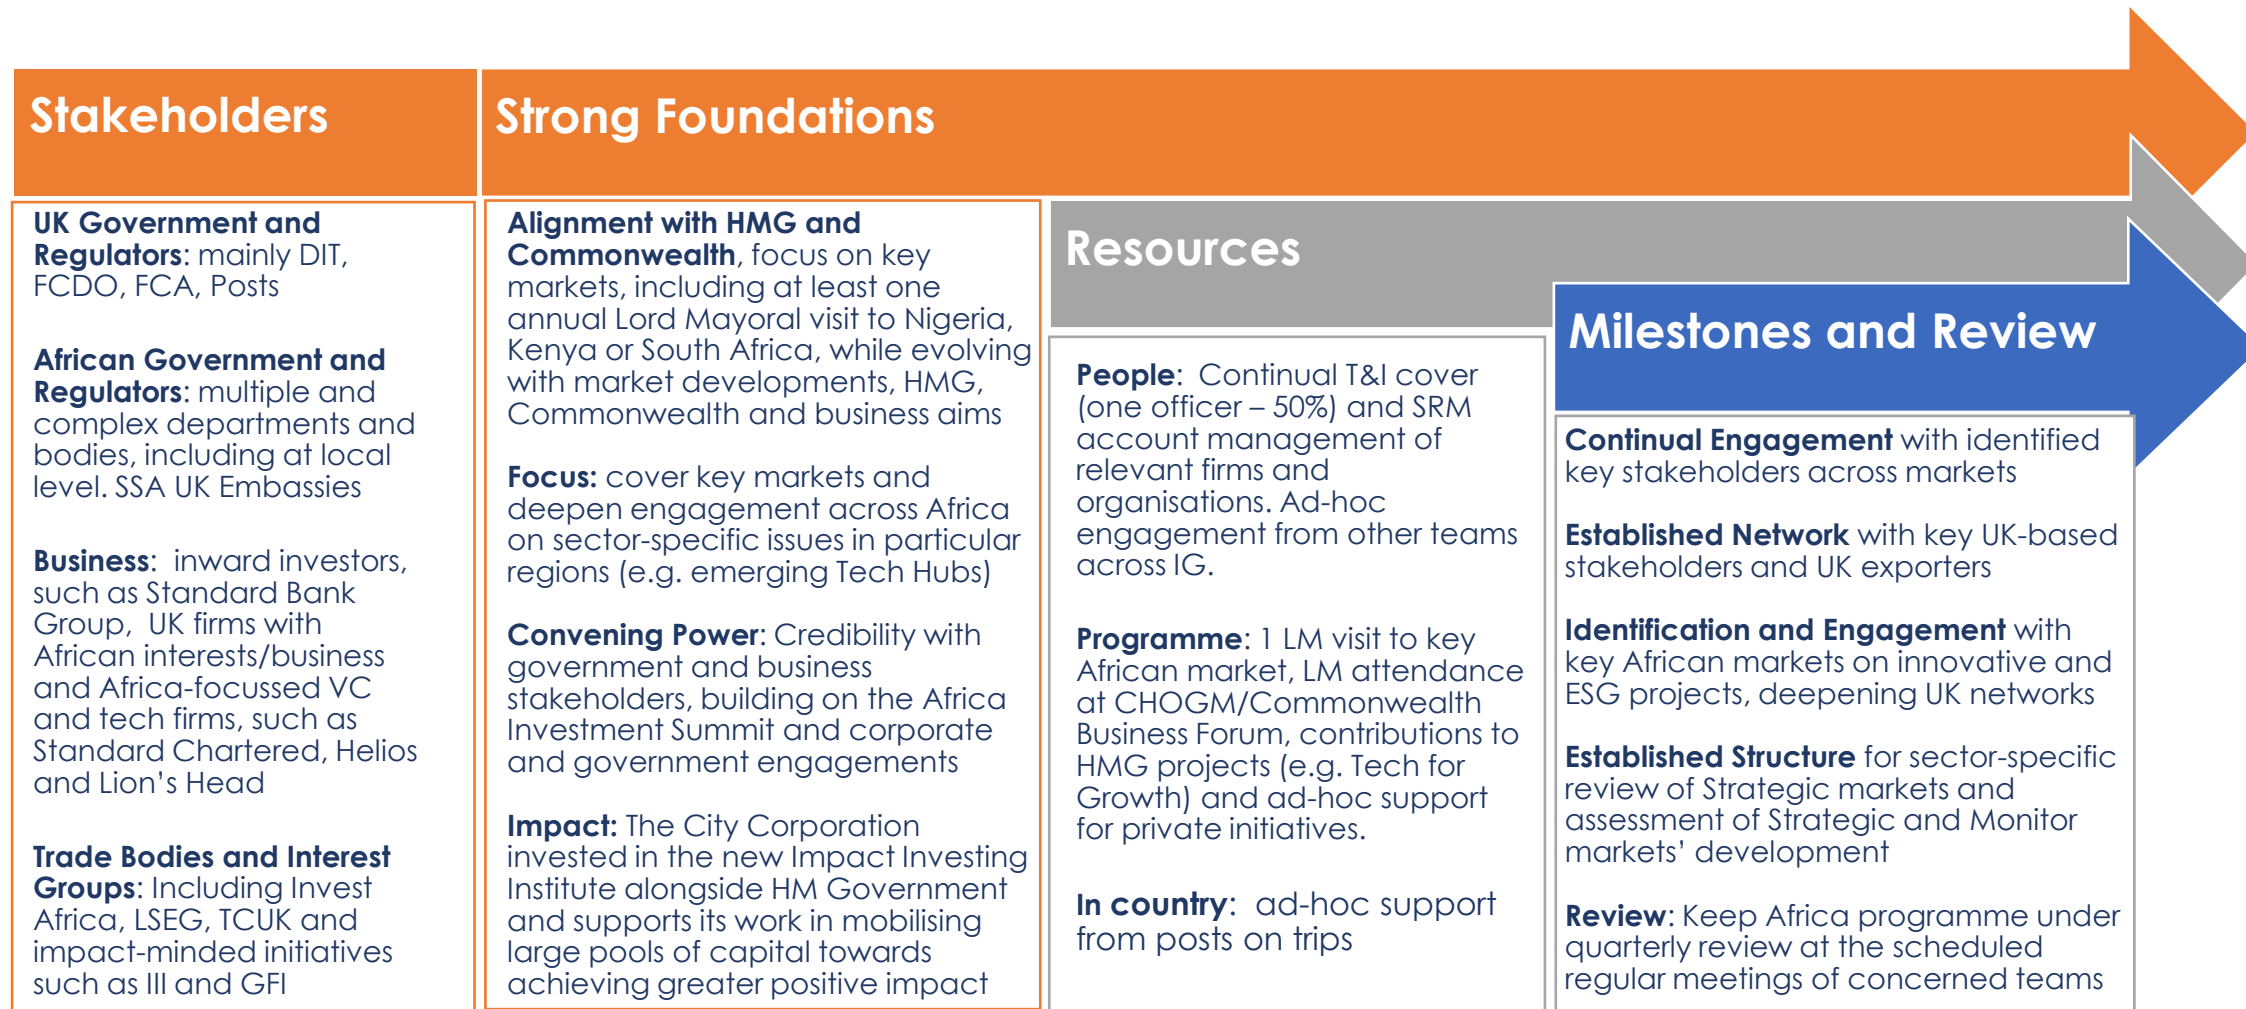 Stakeholders
UK Government and
Regulators: mainly DIT,
FCDO, FCA, Posts
African Government and
Regulators: multiple and
complex departments and
bodies, including at local
level. SSA UK Embassies
Business:  inward investors,
such as Standard Bank
Group,  UK firms with
African interests/business
and Africa-focussed VC
and tech firms, such as
Standard Chartered, Helios
and Lion’s Head
Trade Bodies and Interest
Groups: Including Invest
Africa, LSEG, TCUK and
impact-minded initiatives
such as III and GFI
Strong Foundations
Alignment with HMG and
Commonwealth, focus on key
markets, including at least one
annual Lord Mayoral visit to Nigeria,
Kenya or South Africa, while evolving
with market developments, HMG,
Commonwealth and business aims
Focus: cover key markets and
deepen engagement across Africa
on sector-specific issues in particular
regions (e.g. emerging Tech Hubs)
Convening Power: Credibility with
government and business
stakeholders, building on the Africa
Investment Summit and corporate
and government engagements
Impact: The City Corporation
invested in the new Impact Investing
Institute alongside HM Government
and supports its work in mobilising
large pools of capital towards
achieving greater positive impact
Resources
People:  Continual T&I cover
(one officer – 50%) and SRM
account management of
relevant firms and
organisations. Ad-hoc
engagement from other teams
across IG.
Programme: 1 LM visit to key
African market, LM attendance
at CHOGM/Commonwealth
Business Forum, contributions to
HMG projects (e.g. Tech for
Growth) and ad-hoc support
for private initiatives.
In country:  ad-hoc support
from posts on trips
Milestones and Review
Continual Engagement with identified
key stakeholders across markets
Established Network with key UK-based
stakeholders and UK exporters
Identification and Engagement with
key African markets on innovative and
ESG projects, deepening UK networks
Established Structure for sector-specific
review of Strategic markets and
assessment of Strategic and Monitor
markets’ development
Review: Keep Africa programme under
quarterly review at the scheduled
regular meetings of concerned teams